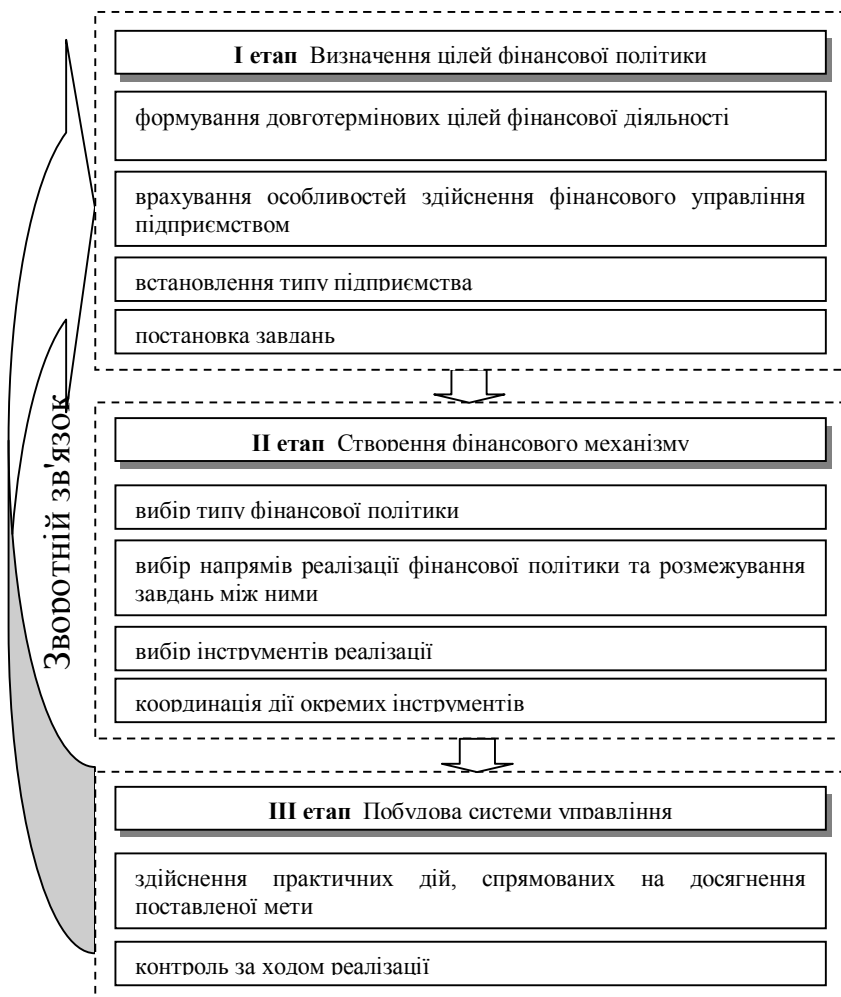 I етап Визначення цілей фінансової політики
формування довготермінових цілей фінансової діяльності
врахування особливостей здійснення фінансового управління
підприємством
встановлення типу підприємства
постановка завдань
Зворотній зв'язок
II етап Створення фінансового механізму
вибір типу фінансової політики
вибір напрямів реалізації фінансової політики та розмежування
завдань між ними
вибір інструментів реалізації
координація дії окремих інструментів
III етап Побудова системи управління
здійснення практичних дій, спрямованих на досягнення
поставленої мети
контроль за ходом реалізації